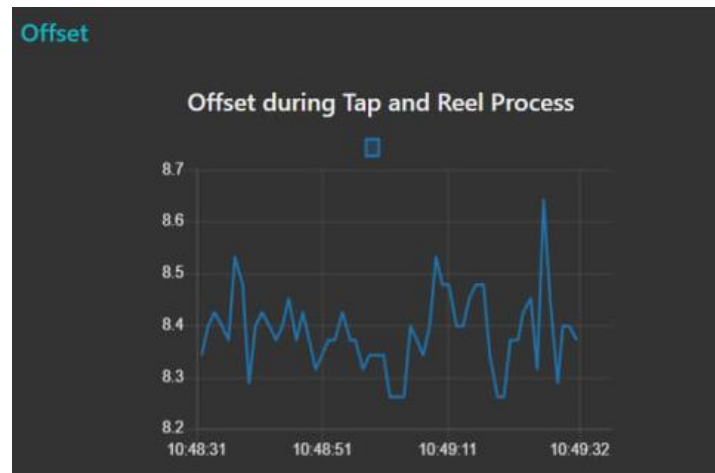 Offset
Offset during Tap and Reel Process
8.7
8.6
8.5
8.4
8.3
8.2
10:48:31 10:48:51 10:49:11 10:49:32